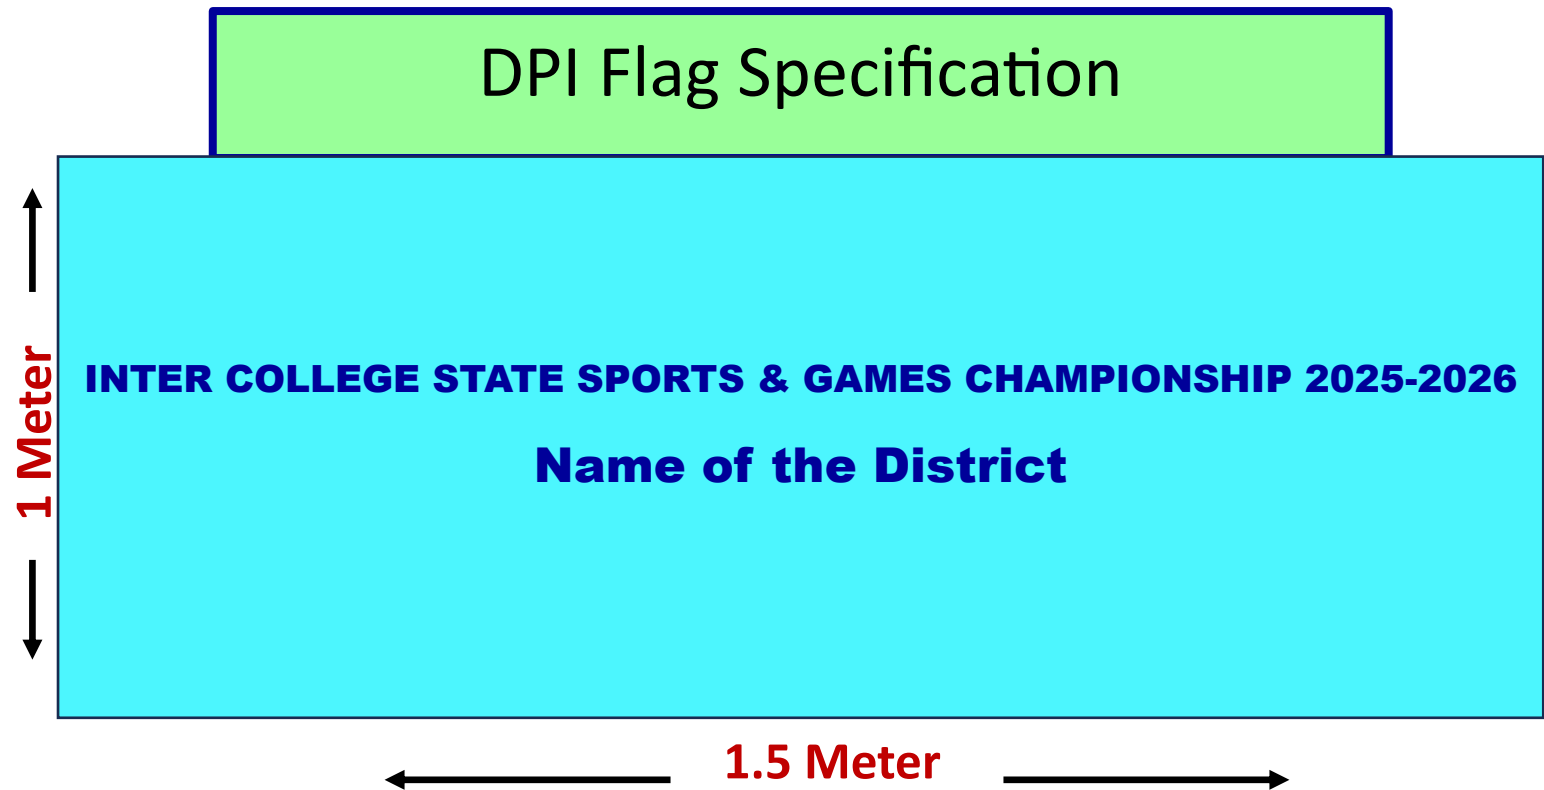 DPI Flag Specification
INTER COLLEGE STATE SPORTS & GAMES CHAMPIONSHIP 2025-2026
Name of the District
1 Meter
1.5 Meter